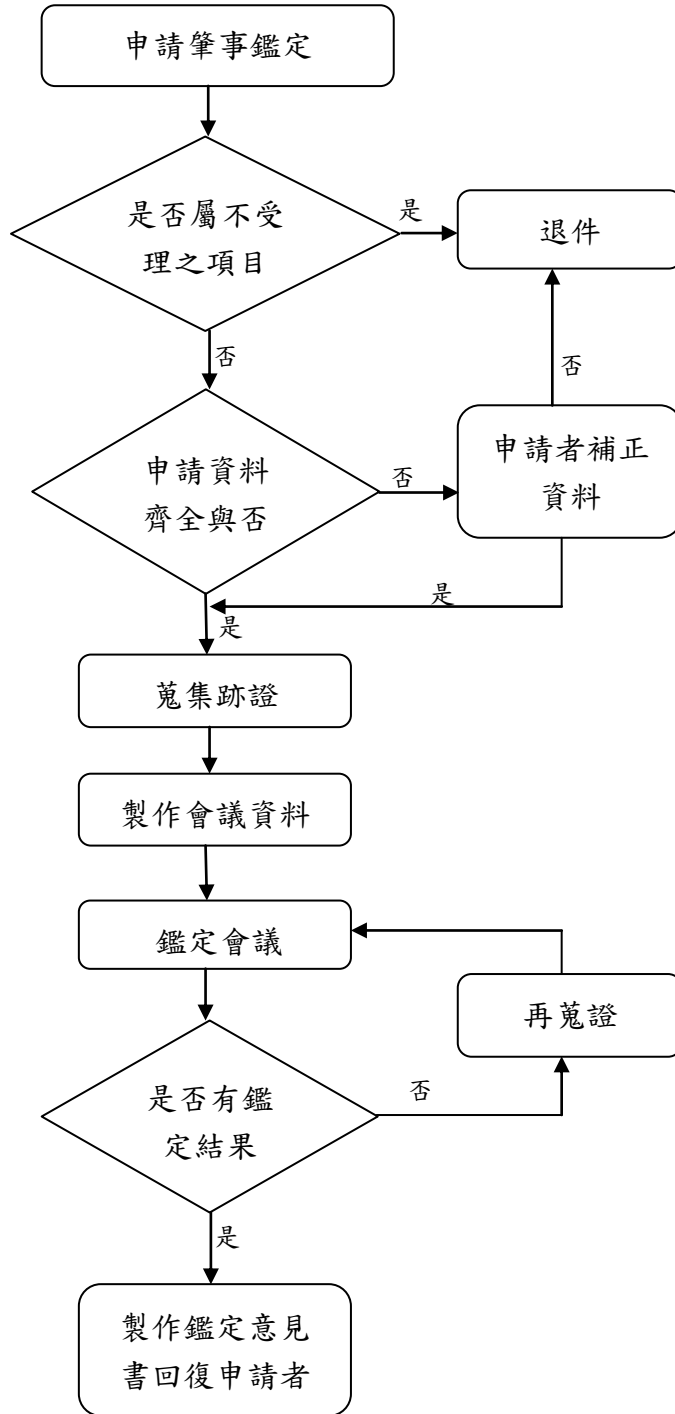 申請肇事鑑定
是否屬不受
理之項目
是
退件
否
否
申請資料
齊全與否
否
申請者補正
資料
是
是
蒐集跡證
製作會議資料
鑑定會議
再蒐證
是否有鑑
定結果
否
是
製作鑑定意見
書回復申請者